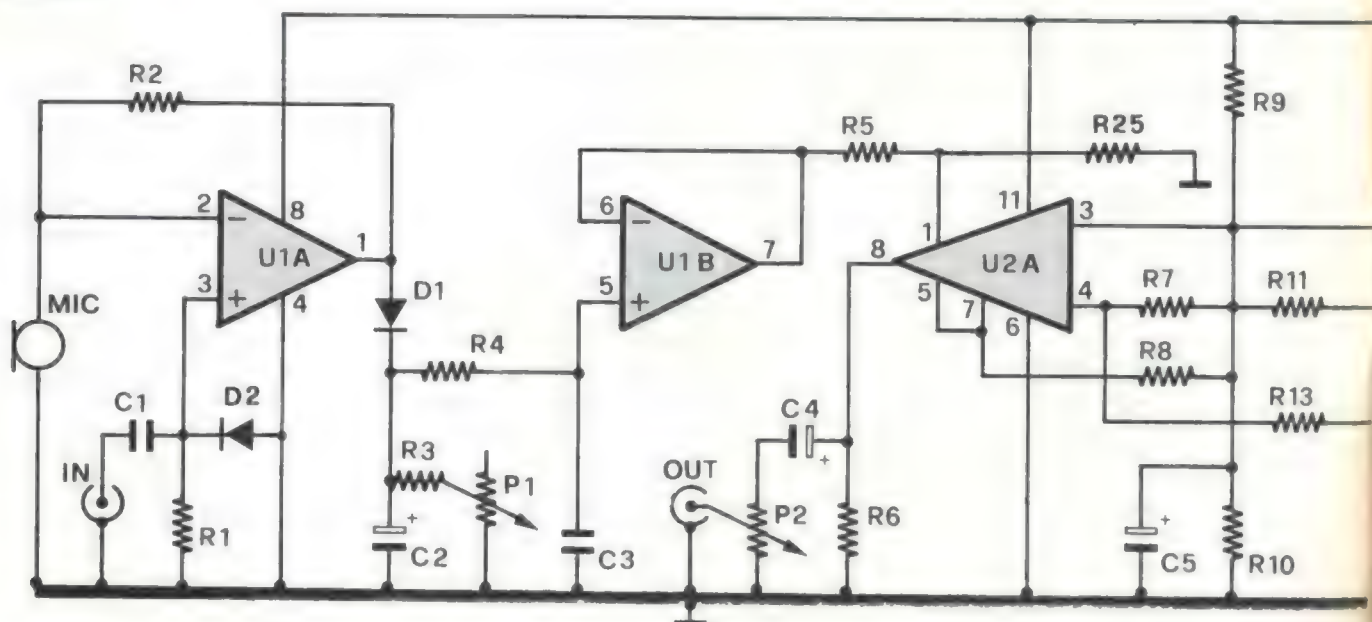 R2
R9
R5
R25
2
−
8
6
−
11
3
1
1
U1A
U1B
7
8
U2A
3
+
4
5
+
5
7
6
4
R7
R11
MIC
D1
R4
R8
C1
D2
C4
R13
IN
R3
P1
OUT
+
R1
+
C2
C3
P2
R6
+
C5
R10